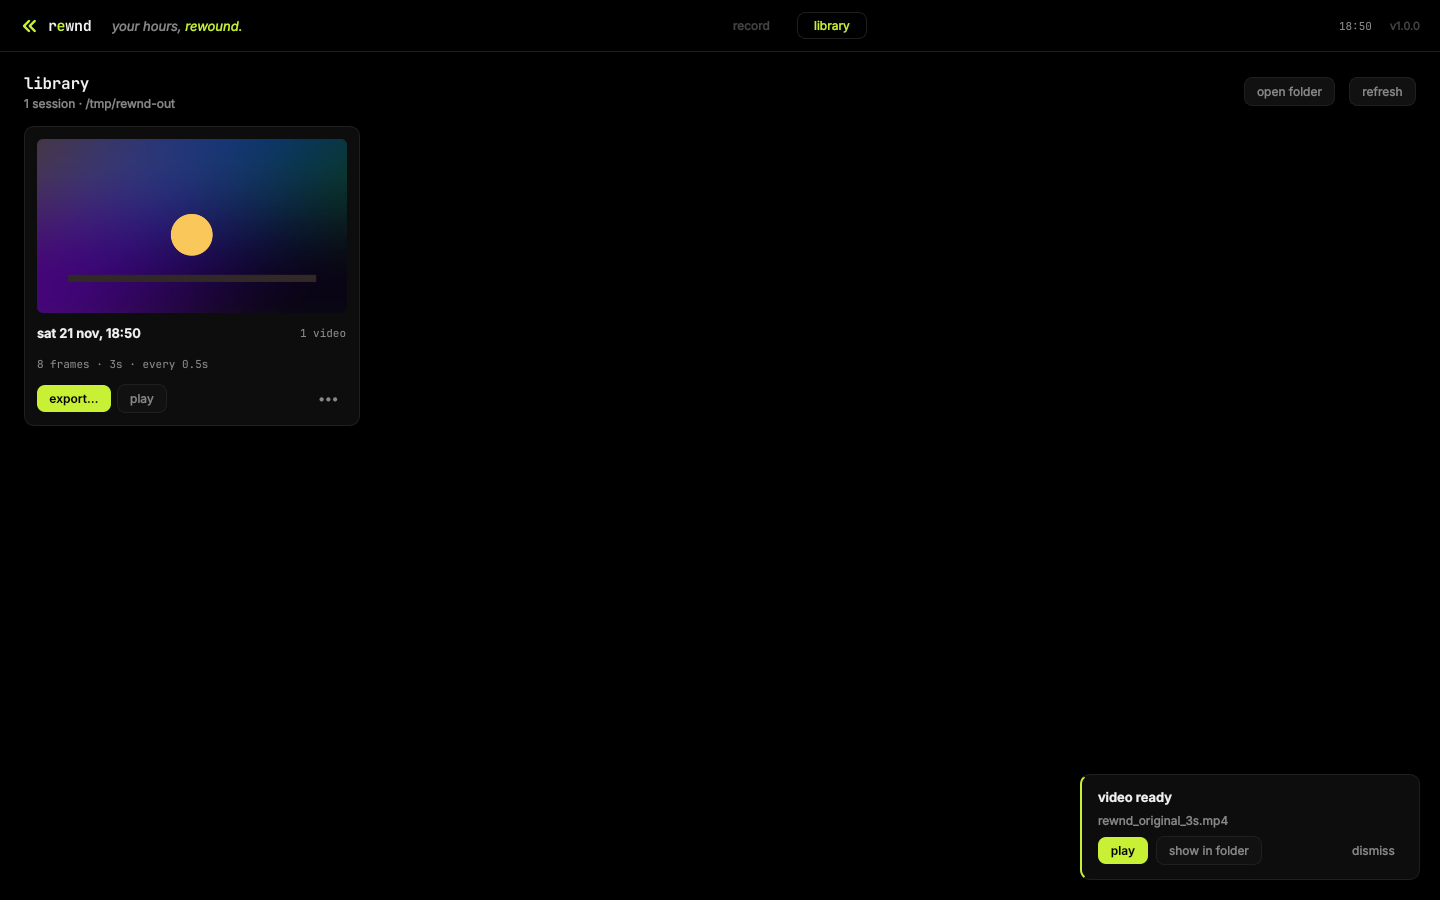 rewnd your hours, rewound. record library 18:50 v1.0.0
library
1 session · /tmp/rewnd-out
open folder refresh
sat 21 nov, 18:50 1 video
8 frames · 3s · every 0.5s
export... play •••
video ready
rewnd_original_3s.mp4
play show in folder dismiss